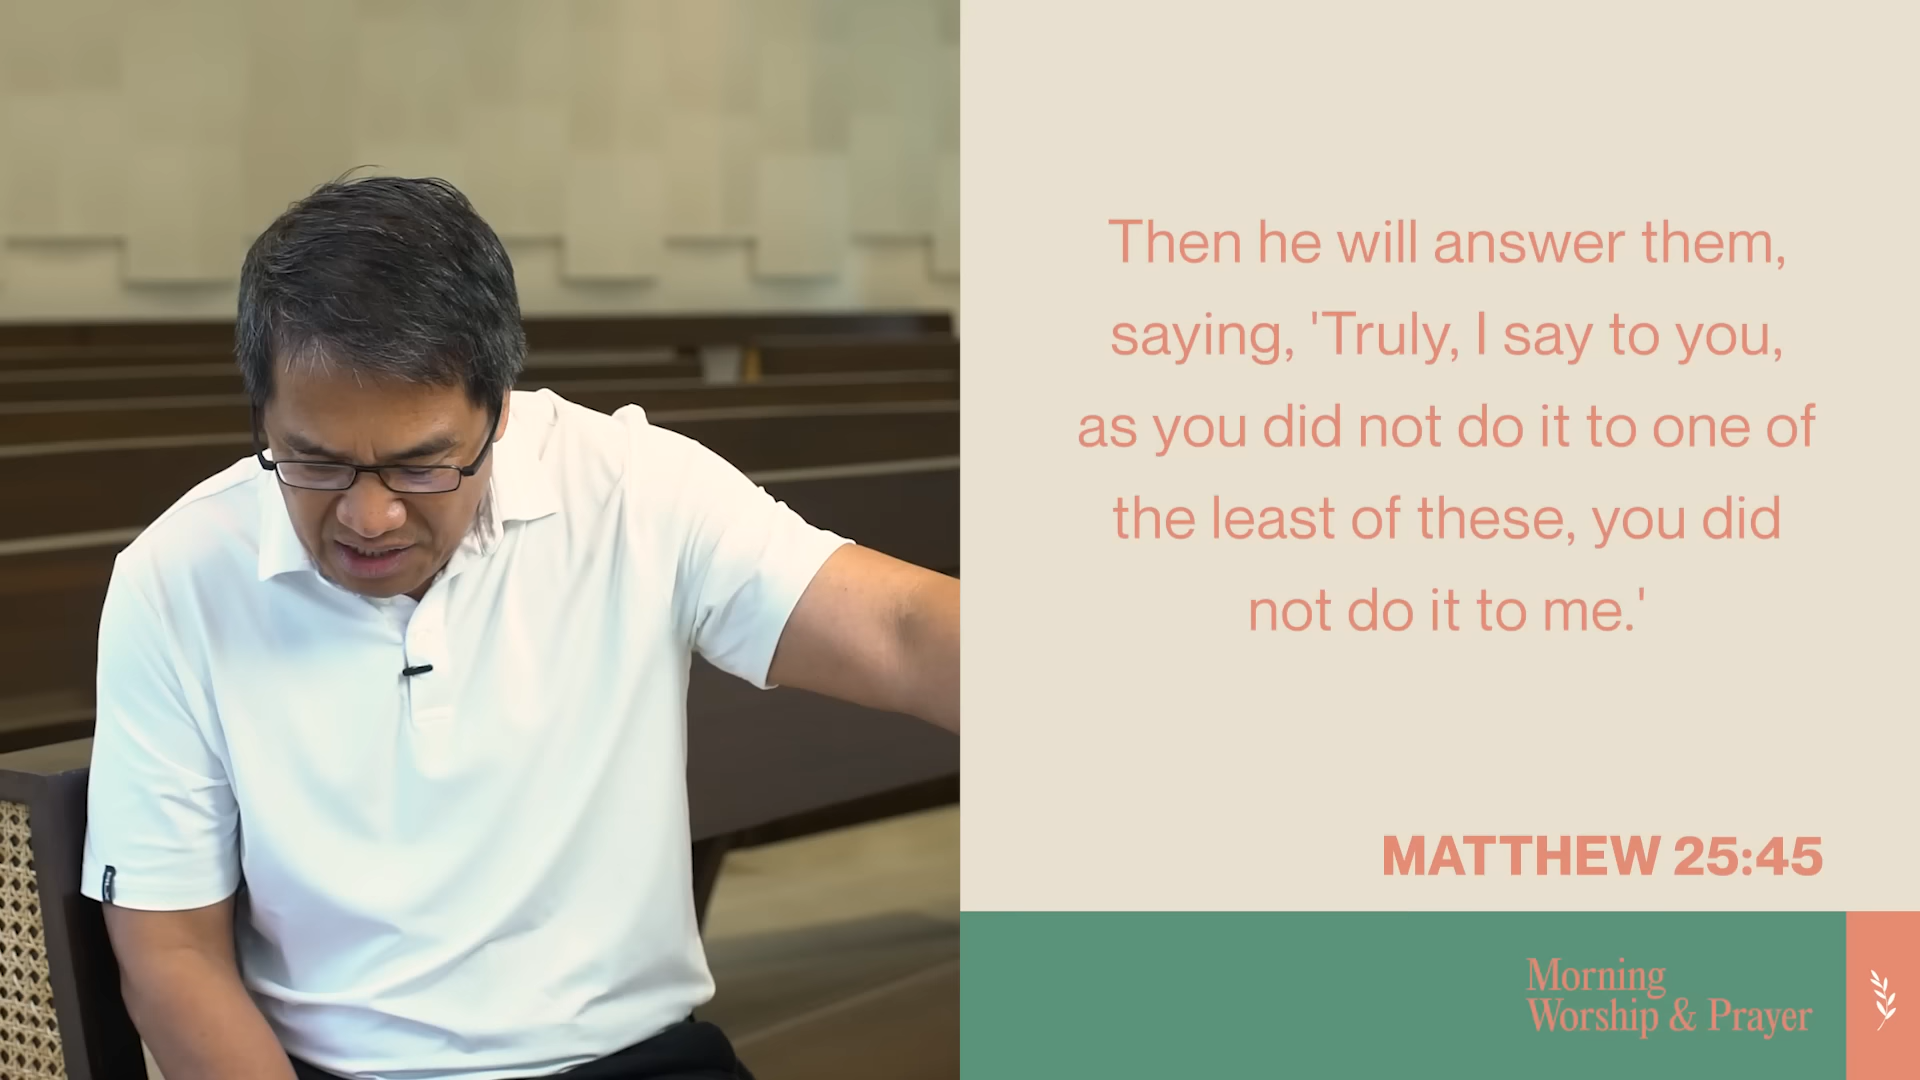 Then he will answer them,
saying, 'Truly, I say to you,
as you did not do it to one of
the least of these, you did
not do it to me.'
MATTHEW 25:45
Morning
Worship & Prayer